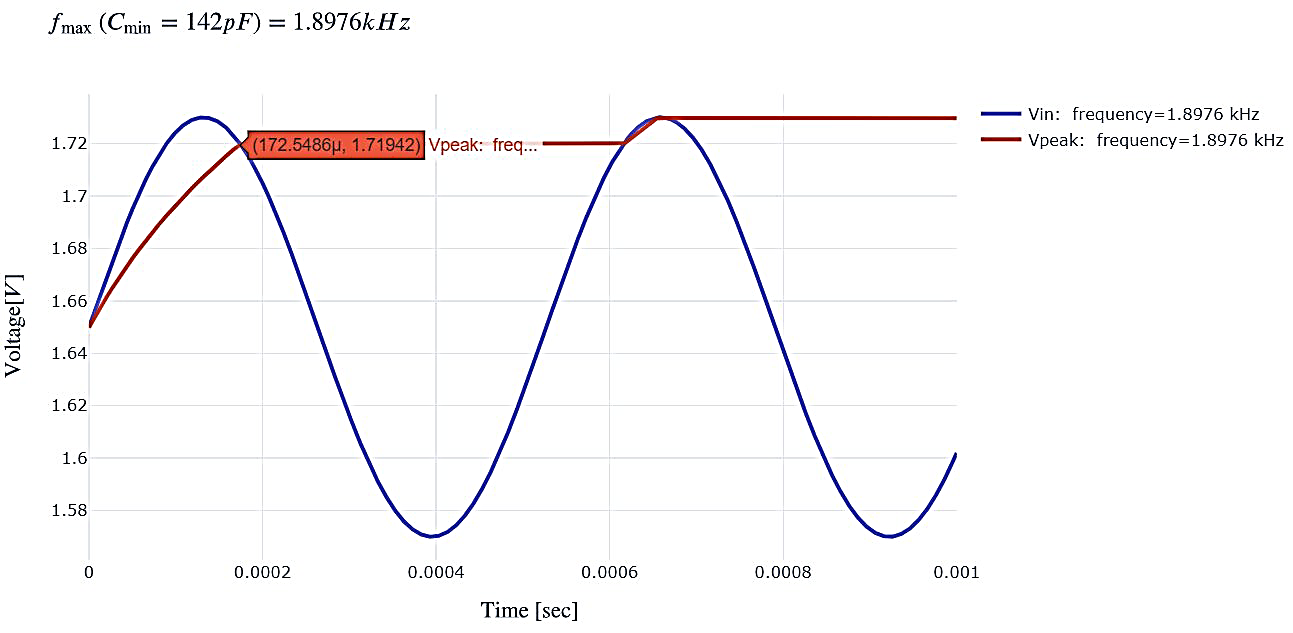 f_max (C_min = 142pF) = 1.8976kHz
Vin: frequency=1.8976 kHz
Vpeak: frequency=1.8976 kHz
(172.5486μ, 1.71942) Vpeak: freq...
1.72
1.7
1.68
1.66
1.64
1.62
1.6
1.58
Voltage[V]
0 0.0002 0.0004 0.0006 0.0008 0.001
Time [sec]